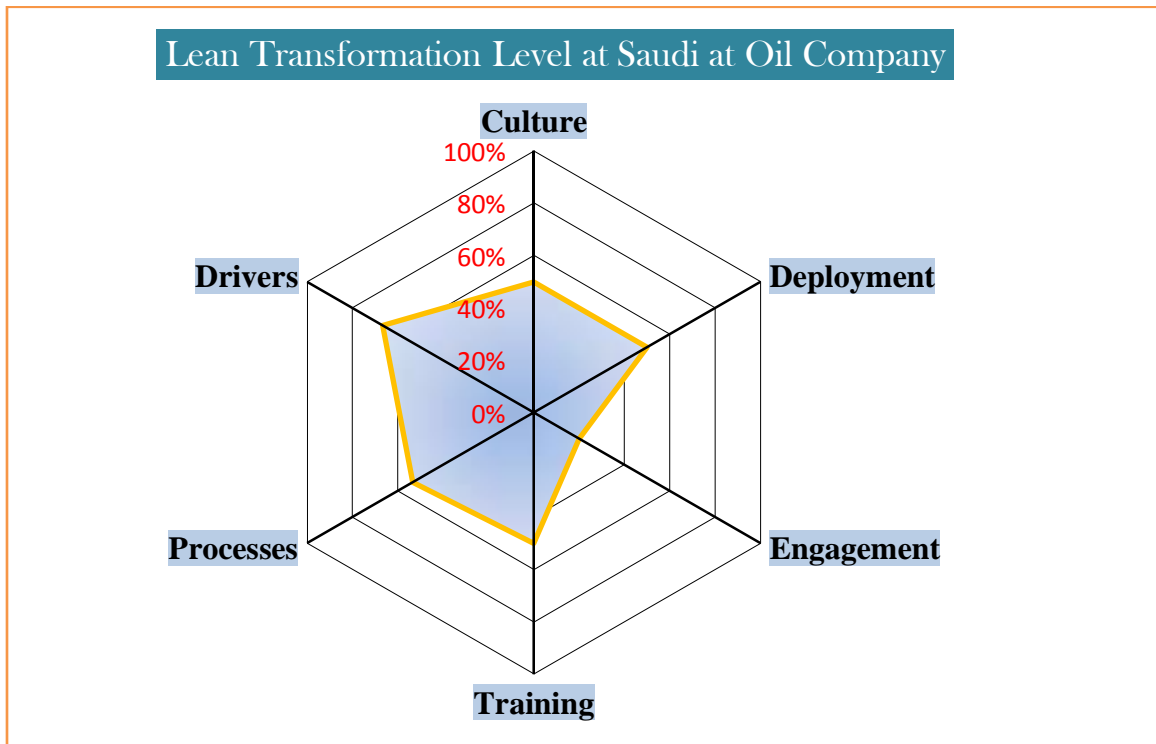 Lean Transformation Level at Saudi at Oil Company
Culture
100%
80%
60%
40%
20%
0%
Drivers
Deployment
Processes
Engagement
Training